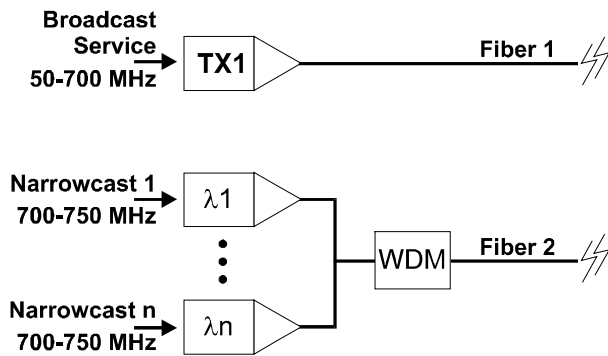 Broadcast
Service
50-700 MHz
TX1
Fiber 1
Narrowcast 1
700-750 MHz
λ1
WDM
Fiber 2
Narrowcast n
700-750 MHz
λn